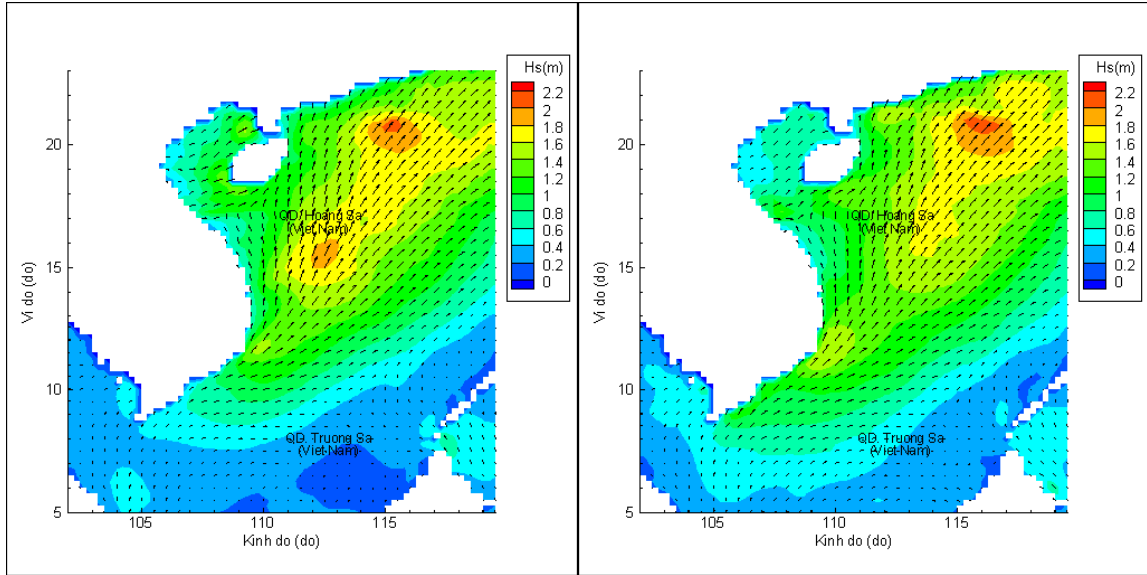 Hs(m)
2.2
2
1.8
1.6
1.4
1.2
1
0.8
0.6
0.4
0.2
0
20
15
10
5
Vi do (do)
QD. Hoang Sa
(Viet Nam)
QD. Truong Sa
(Viet Nam)
105
110
115
Kinh do (do)
Hs(m)
2.2
2
1.8
1.6
1.4
1.2
1
0.8
0.6
0.4
0.2
0
20
15
10
5
Vi do (do)
QD. Hoang Sa
(Viet Nam)
QD. Truong Sa
(Viet Nam)
105
110
115
Kinh do (do)